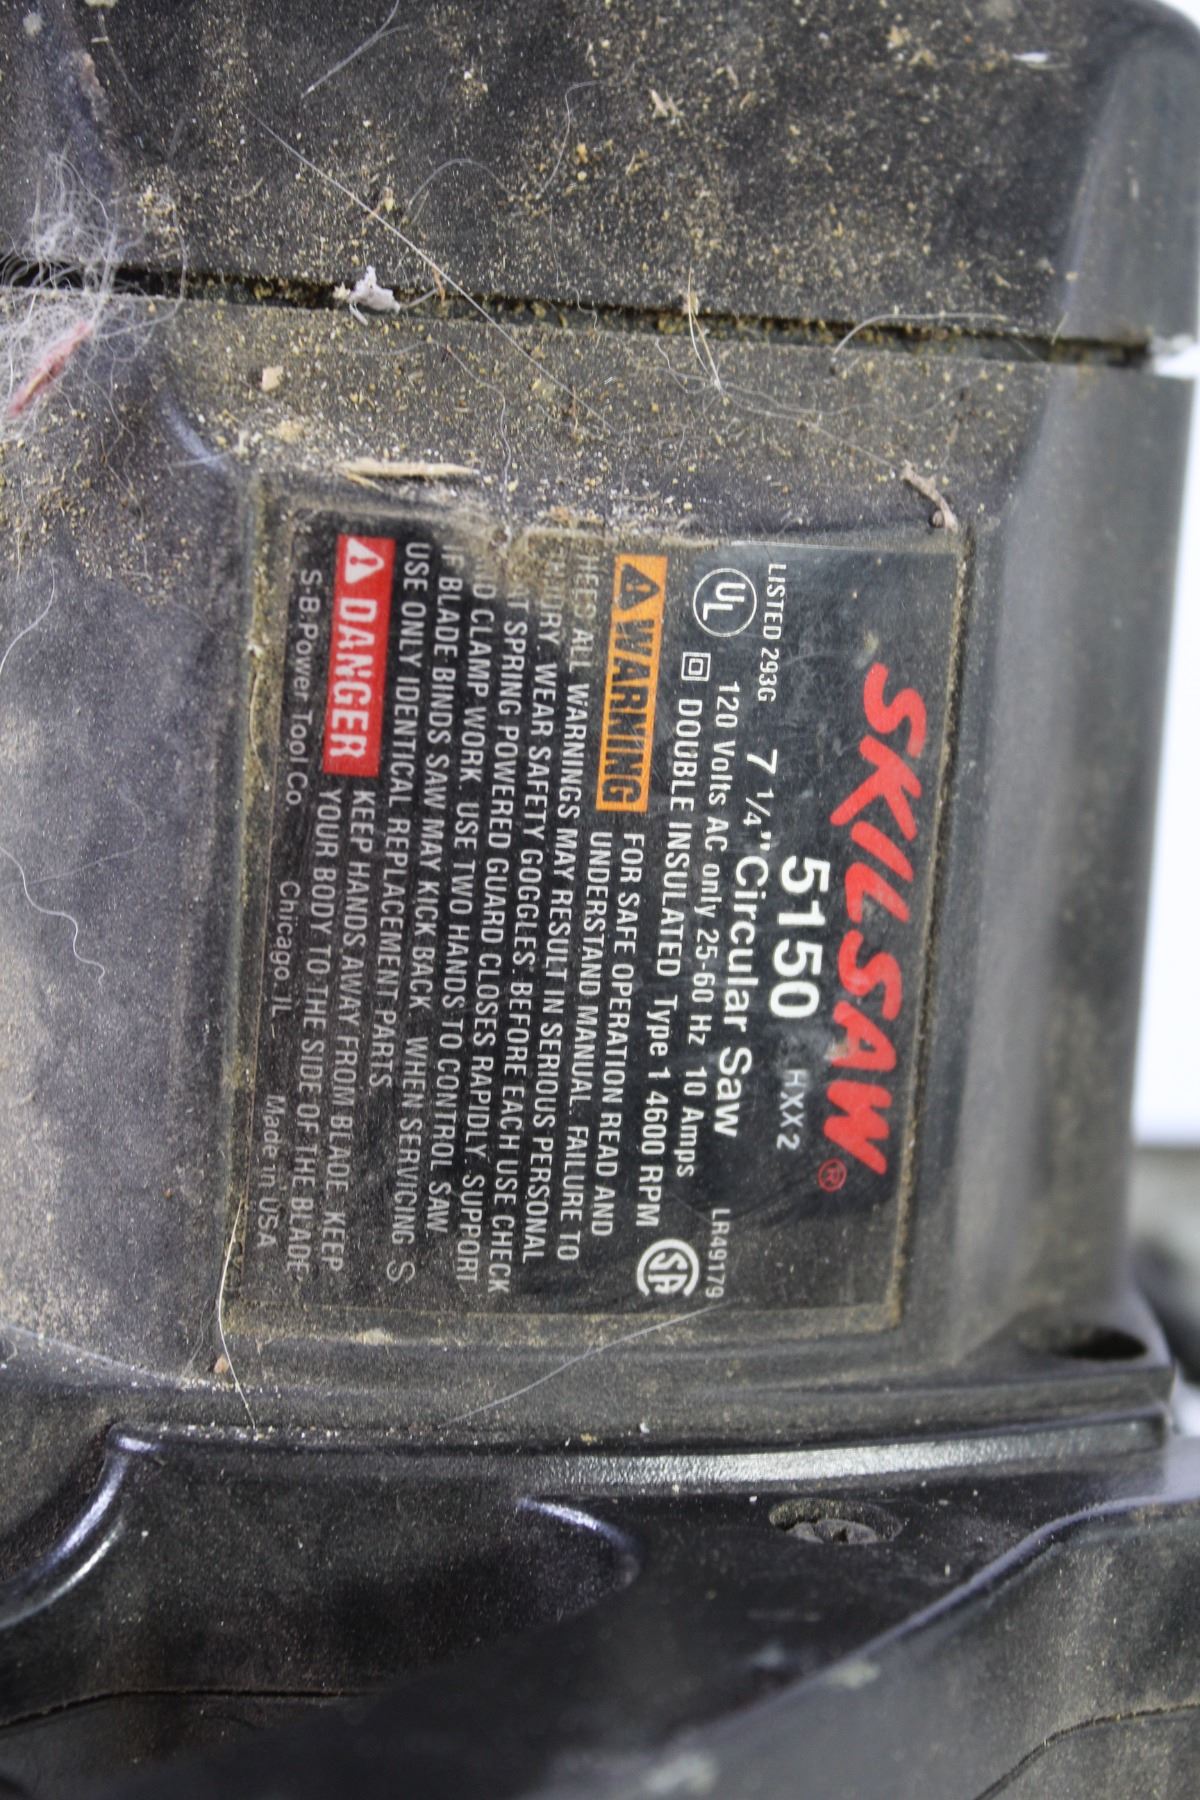 SKILSAW®
5150 HXX2
LISTED 293G 7 1/4" Circular Saw LR49179
UL 120 Volts AC only 25-60 Hz 10 Amps SA
DOUBLE INSULATED Type 1 4600 RPM
WARNING FOR SAFE OPERATION READ AND
UNDERSTAND MANUAL. FAILURE TO
HEED ALL WARNINGS MAY RESULT IN SERIOUS PERSONAL
INJURY. WEAR SAFETY GOGGLES. BEFORE EACH USE CHECK
SPRING POWERED GUARD CLOSES RAPIDLY. SUPPORT
AND CLAMP WORK. USE TWO HANDS TO CONTROL SAW.
IF BLADE BINDS SAW MAY KICK BACK. WHEN SERVICING S
USE ONLY IDENTICAL REPLACEMENT PARTS.
DANGER KEEP HANDS AWAY FROM BLADE. KEEP
YOUR BODY TO THE SIDE OF THE BLADE.
S-B Power Tool Co. Chicago, IL Made in USA